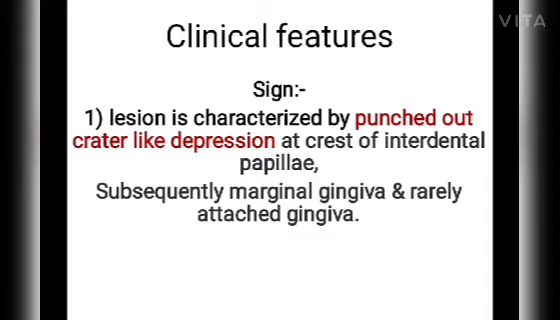 VITA
Clinical features
Sign:-
1) lesion is characterized by punched out
crater like depression at crest of interdental
papillae,
Subsequently marginal gingiva & rarely
attached gingiva.